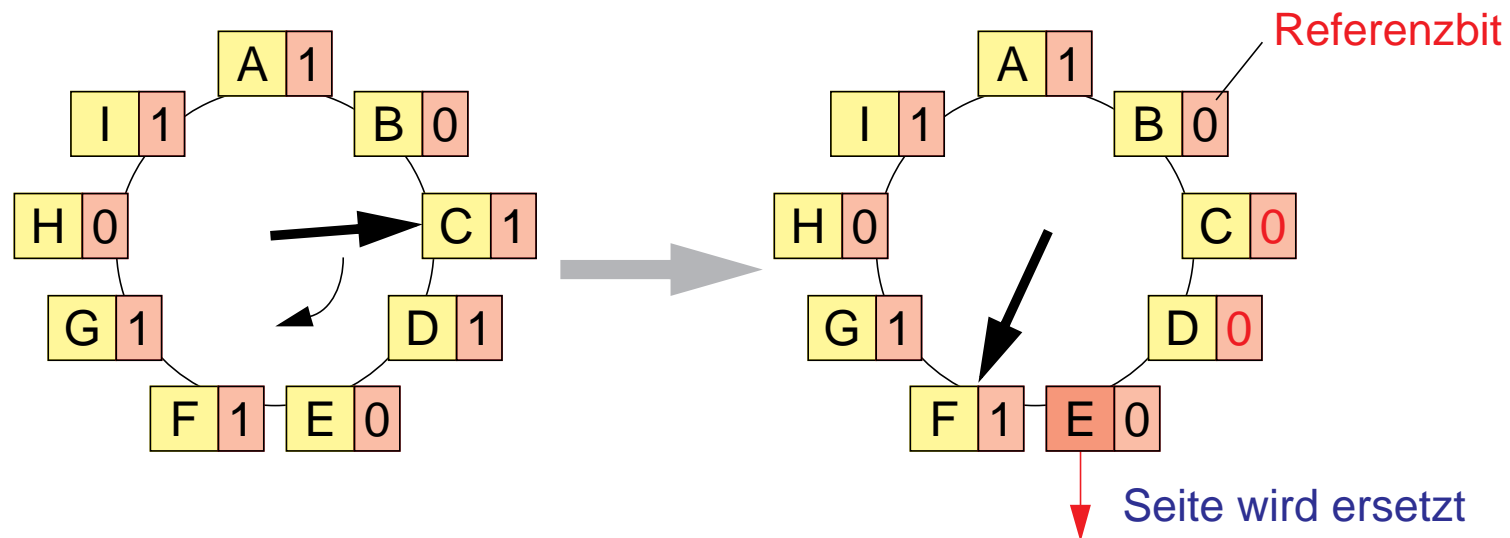 Referenzbit
A 1
A 1
I 1
B 0
I 1
B 0
H 0
C 1
H 0
C 0
G 1
D 1
G 1
D 0
F 1
E 0
F 1
E 0
Seite wird ersetzt